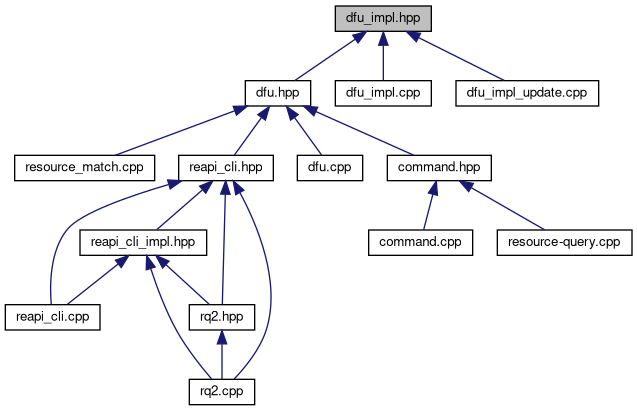 dfu_impl.hpp
dfu.hpp
dfu_impl.cpp
dfu_impl_update.cpp
resource_match.cpp
reapi_cli.hpp
dfu.cpp
command.hpp
reapi_cli_impl.hpp
command.cpp
resource-query.cpp
reapi_cli.cpp
rq2.hpp
rq2.cpp